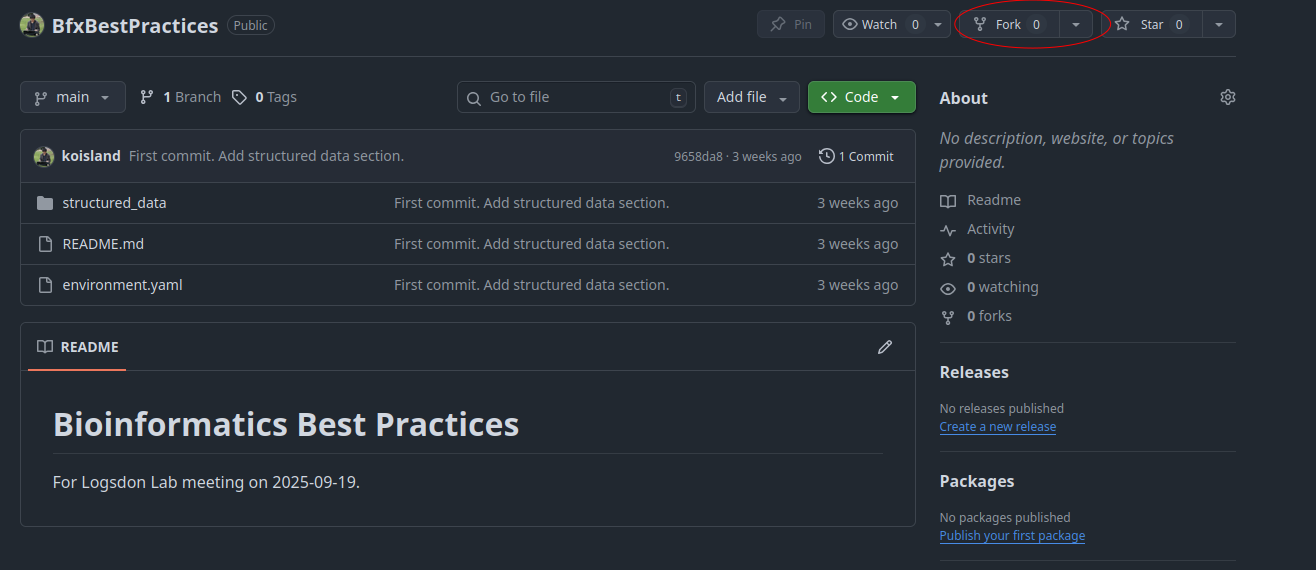 BfxBestPractices Public Pin Watch 0 Fork 0 Star 0
main 1 Branch 0 Tags Go to file t Add file Code
koisland First commit. Add structured data section. 9658da8 · 3 weeks ago 1 Commit
structured_data First commit. Add structured data section. 3 weeks ago
README.md First commit. Add structured data section. 3 weeks ago
environment.yaml First commit. Add structured data section. 3 weeks ago
README
Bioinformatics Best Practices
For Logsdon Lab meeting on 2025-09-19.
About
No description, website, or topics
provided.
Readme
Activity
0 stars
0 watching
0 forks
Releases
No releases published
Create a new release
Packages
No packages published
Publish your first package